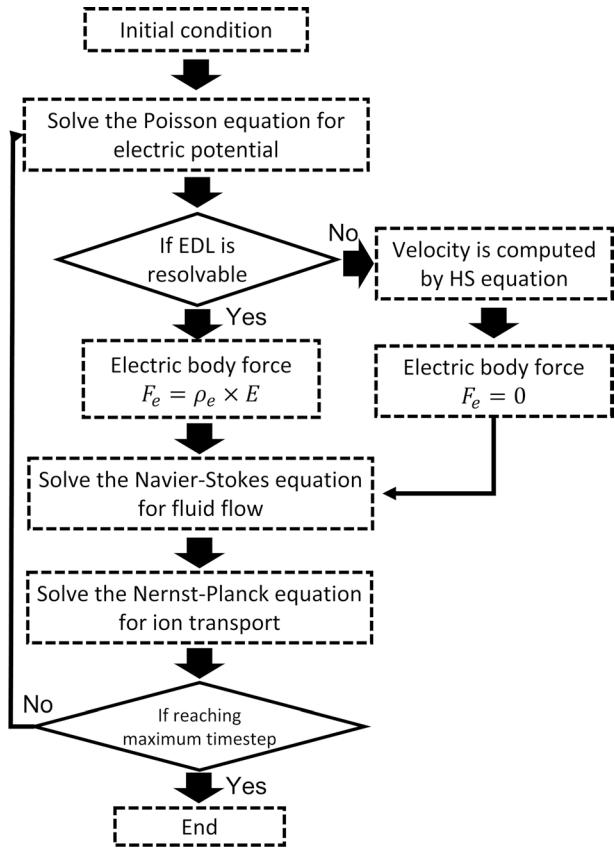 Initial condition
Solve the Poisson equation for
electric potential
If EDL is
resolvable
No
Velocity is computed
by HS equation
Yes
Electric body force
F_e = ρ_e × E
Electric body force
F_e = 0
Solve the Navier-Stokes equation
for fluid flow
Solve the Nernst-Planck equation
for ion transport
No
If reaching
maximum timestep
Yes
End